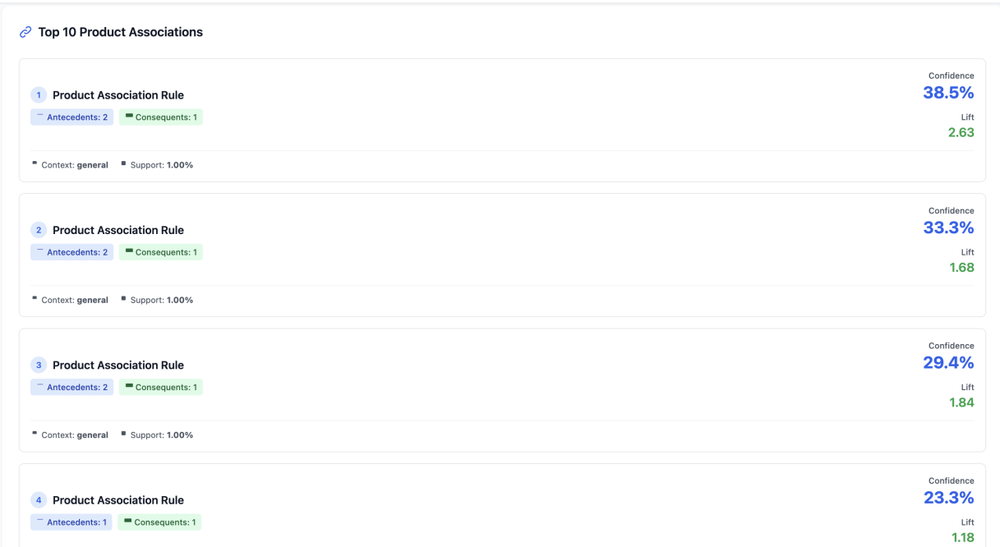 Top 10 Product Associations
Confidence
38.5%
1 Product Association Rule
Antecedents: 2 Consequents: 1
Lift
2.63
Context: general Support: 1.00%
Confidence
33.3%
2 Product Association Rule
Antecedents: 2 Consequents: 1
Lift
1.68
Context: general Support: 1.00%
Confidence
29.4%
3 Product Association Rule
Antecedents: 2 Consequents: 1
Lift
1.84
Context: general Support: 1.00%
Confidence
23.3%
4 Product Association Rule
Antecedents: 1 Consequents: 1
Lift
1.18